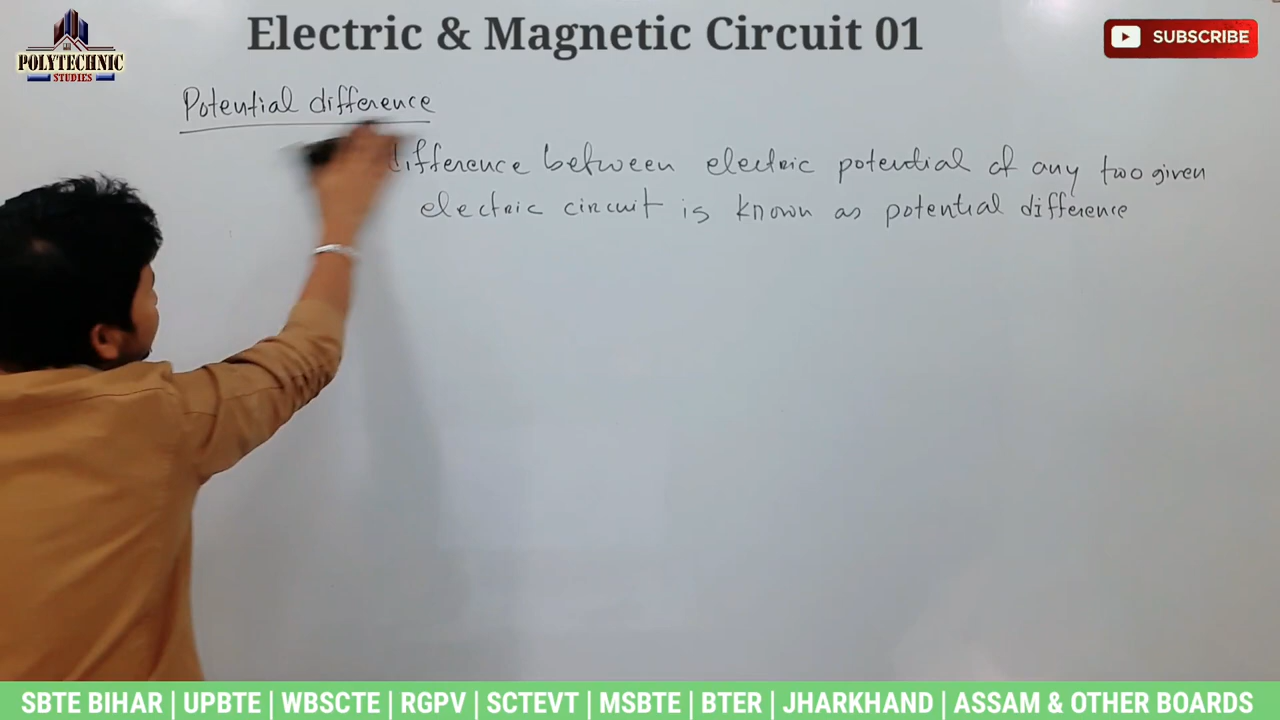 Electric & Magnetic Circuit 01
POLYTECHNIC
STUDIES
SUBSCRIBE
Potential difference
difference between electric potential of any two given
electric circuit is known as potential difference
SBTE BIHAR | UPBTE | WBSCTE | RGPV | SCTEVT | MSBTE | BTER | JHARKHAND | ASSAM & OTHER BOARDS